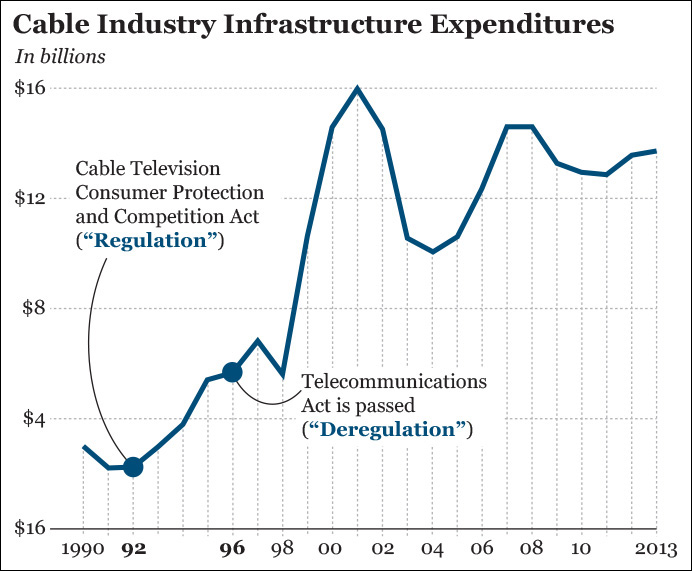 Cable Industry Infrastructure Expenditures
In billions
$16
Cable Television
Consumer Protection
and Competition Act
(“Regulation”)
$12
$8
Telecommunications
Act is passed
(“Deregulation”)
$4
$16
1990 92 96 98 00 02 04 06 08 10 2013